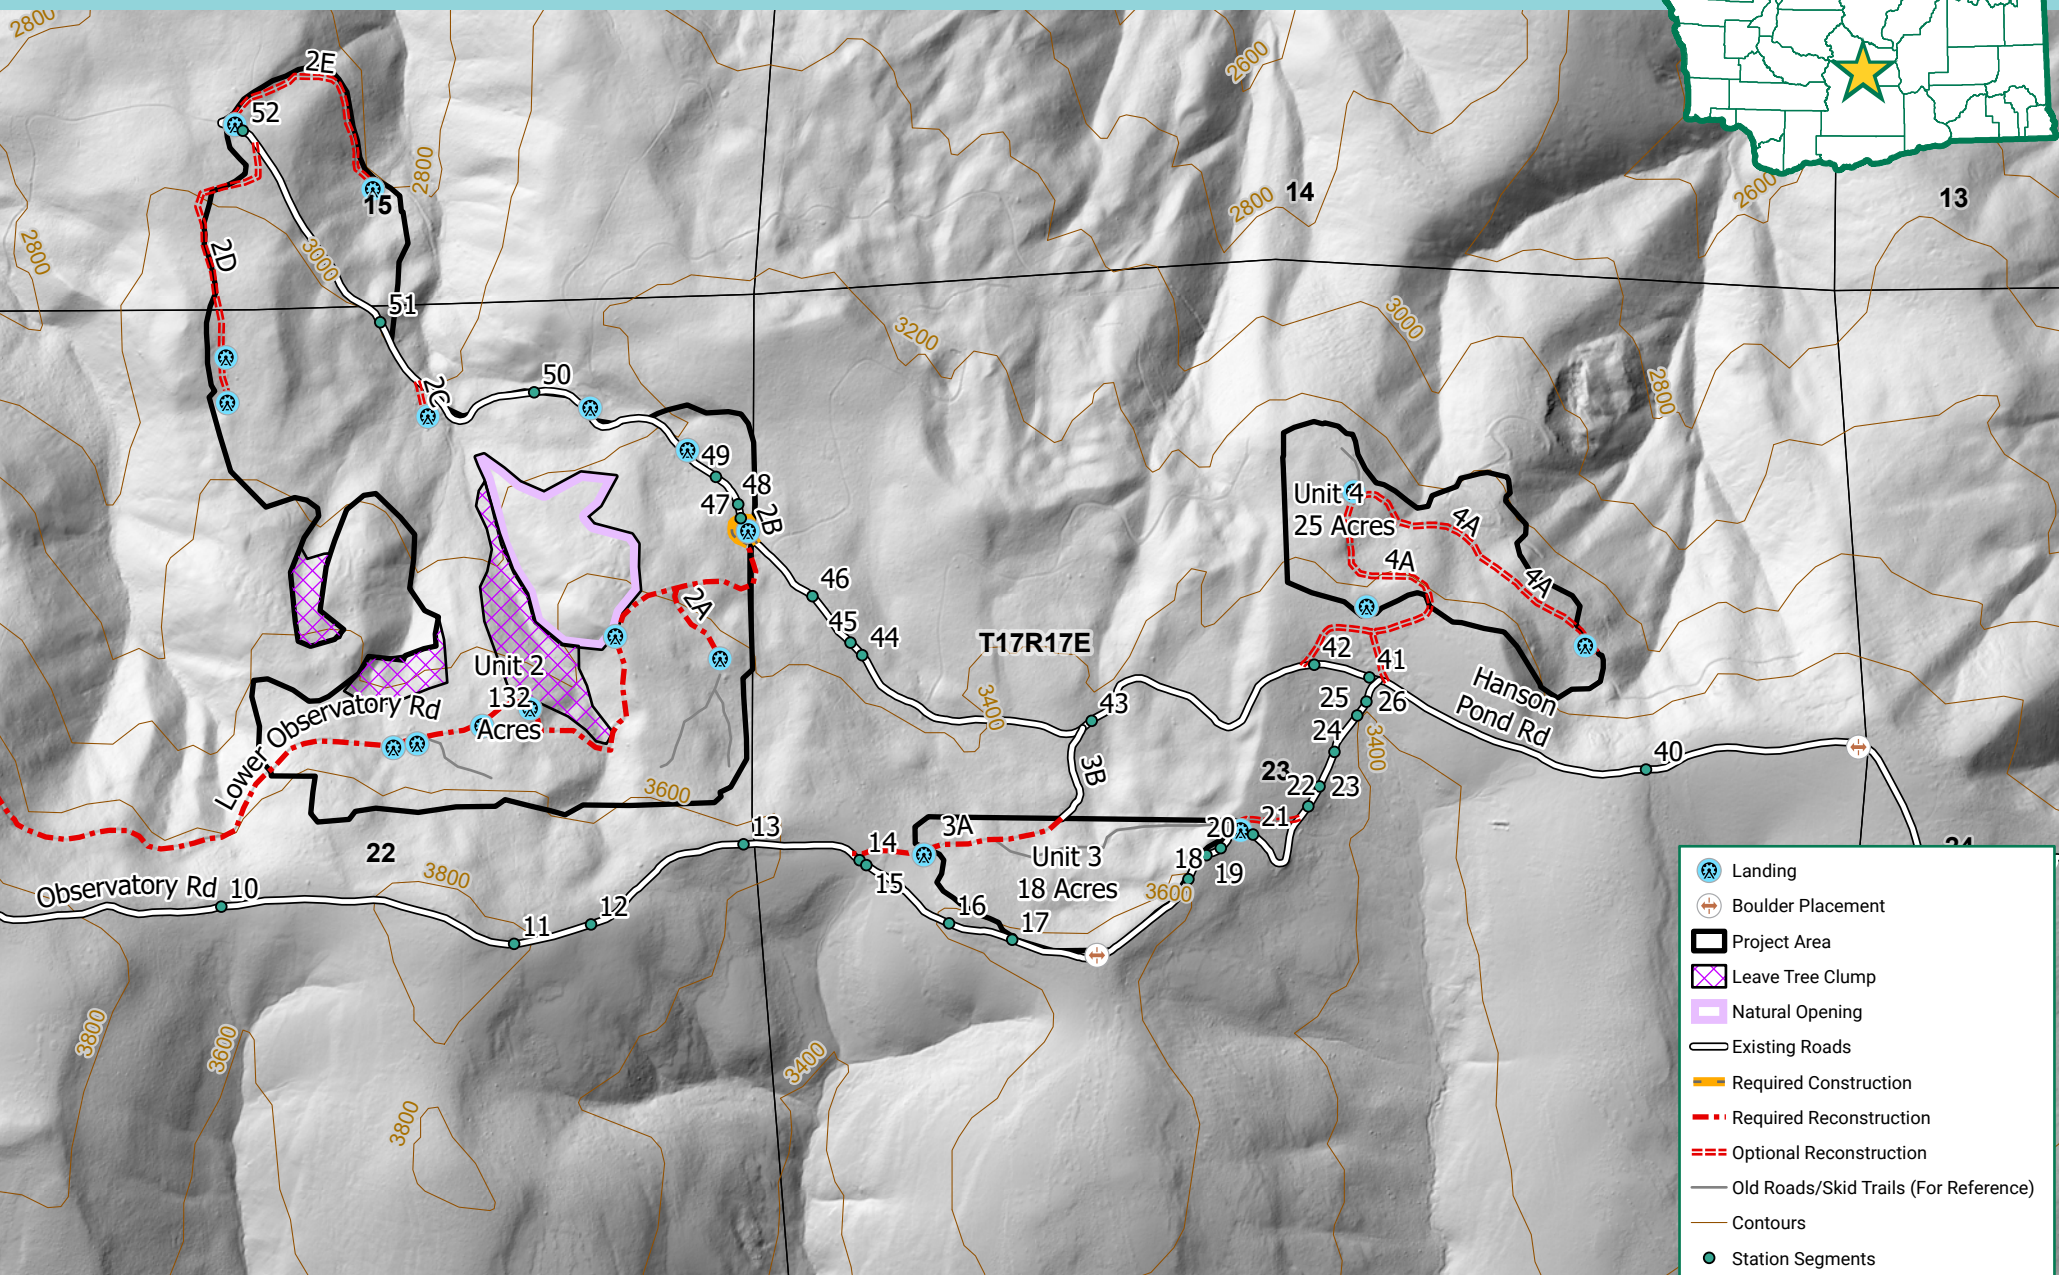 2800
2E
2600
52
2800
15
2800
14
2600
13
2800
2D
3000
51
3200
3000
2C
50
2800
49
48
47
2B
Unit 4
25 Acres
4A
4A
4A
46
2A
45
44
T17R17E
42
41
Unit 2
132
Acres
Lower Observatory Rd
3400
43
25
26
Hanson
Pond Rd
24
3400
40
3B
23
22
23
3600
13
3A
20
21
14
22
Unit 3
18 Acres
18
19
15
3600
3800
Observatory Rd
10
16
17
11
12
24
3800
3600
3400
3800
Landing
Boulder Placement
Project Area
Leave Tree Clump
Natural Opening
Existing Roads
Required Construction
Required Reconstruction
Optional Reconstruction
Old Roads/Skid Trails (For Reference)
Contours
Station Segments